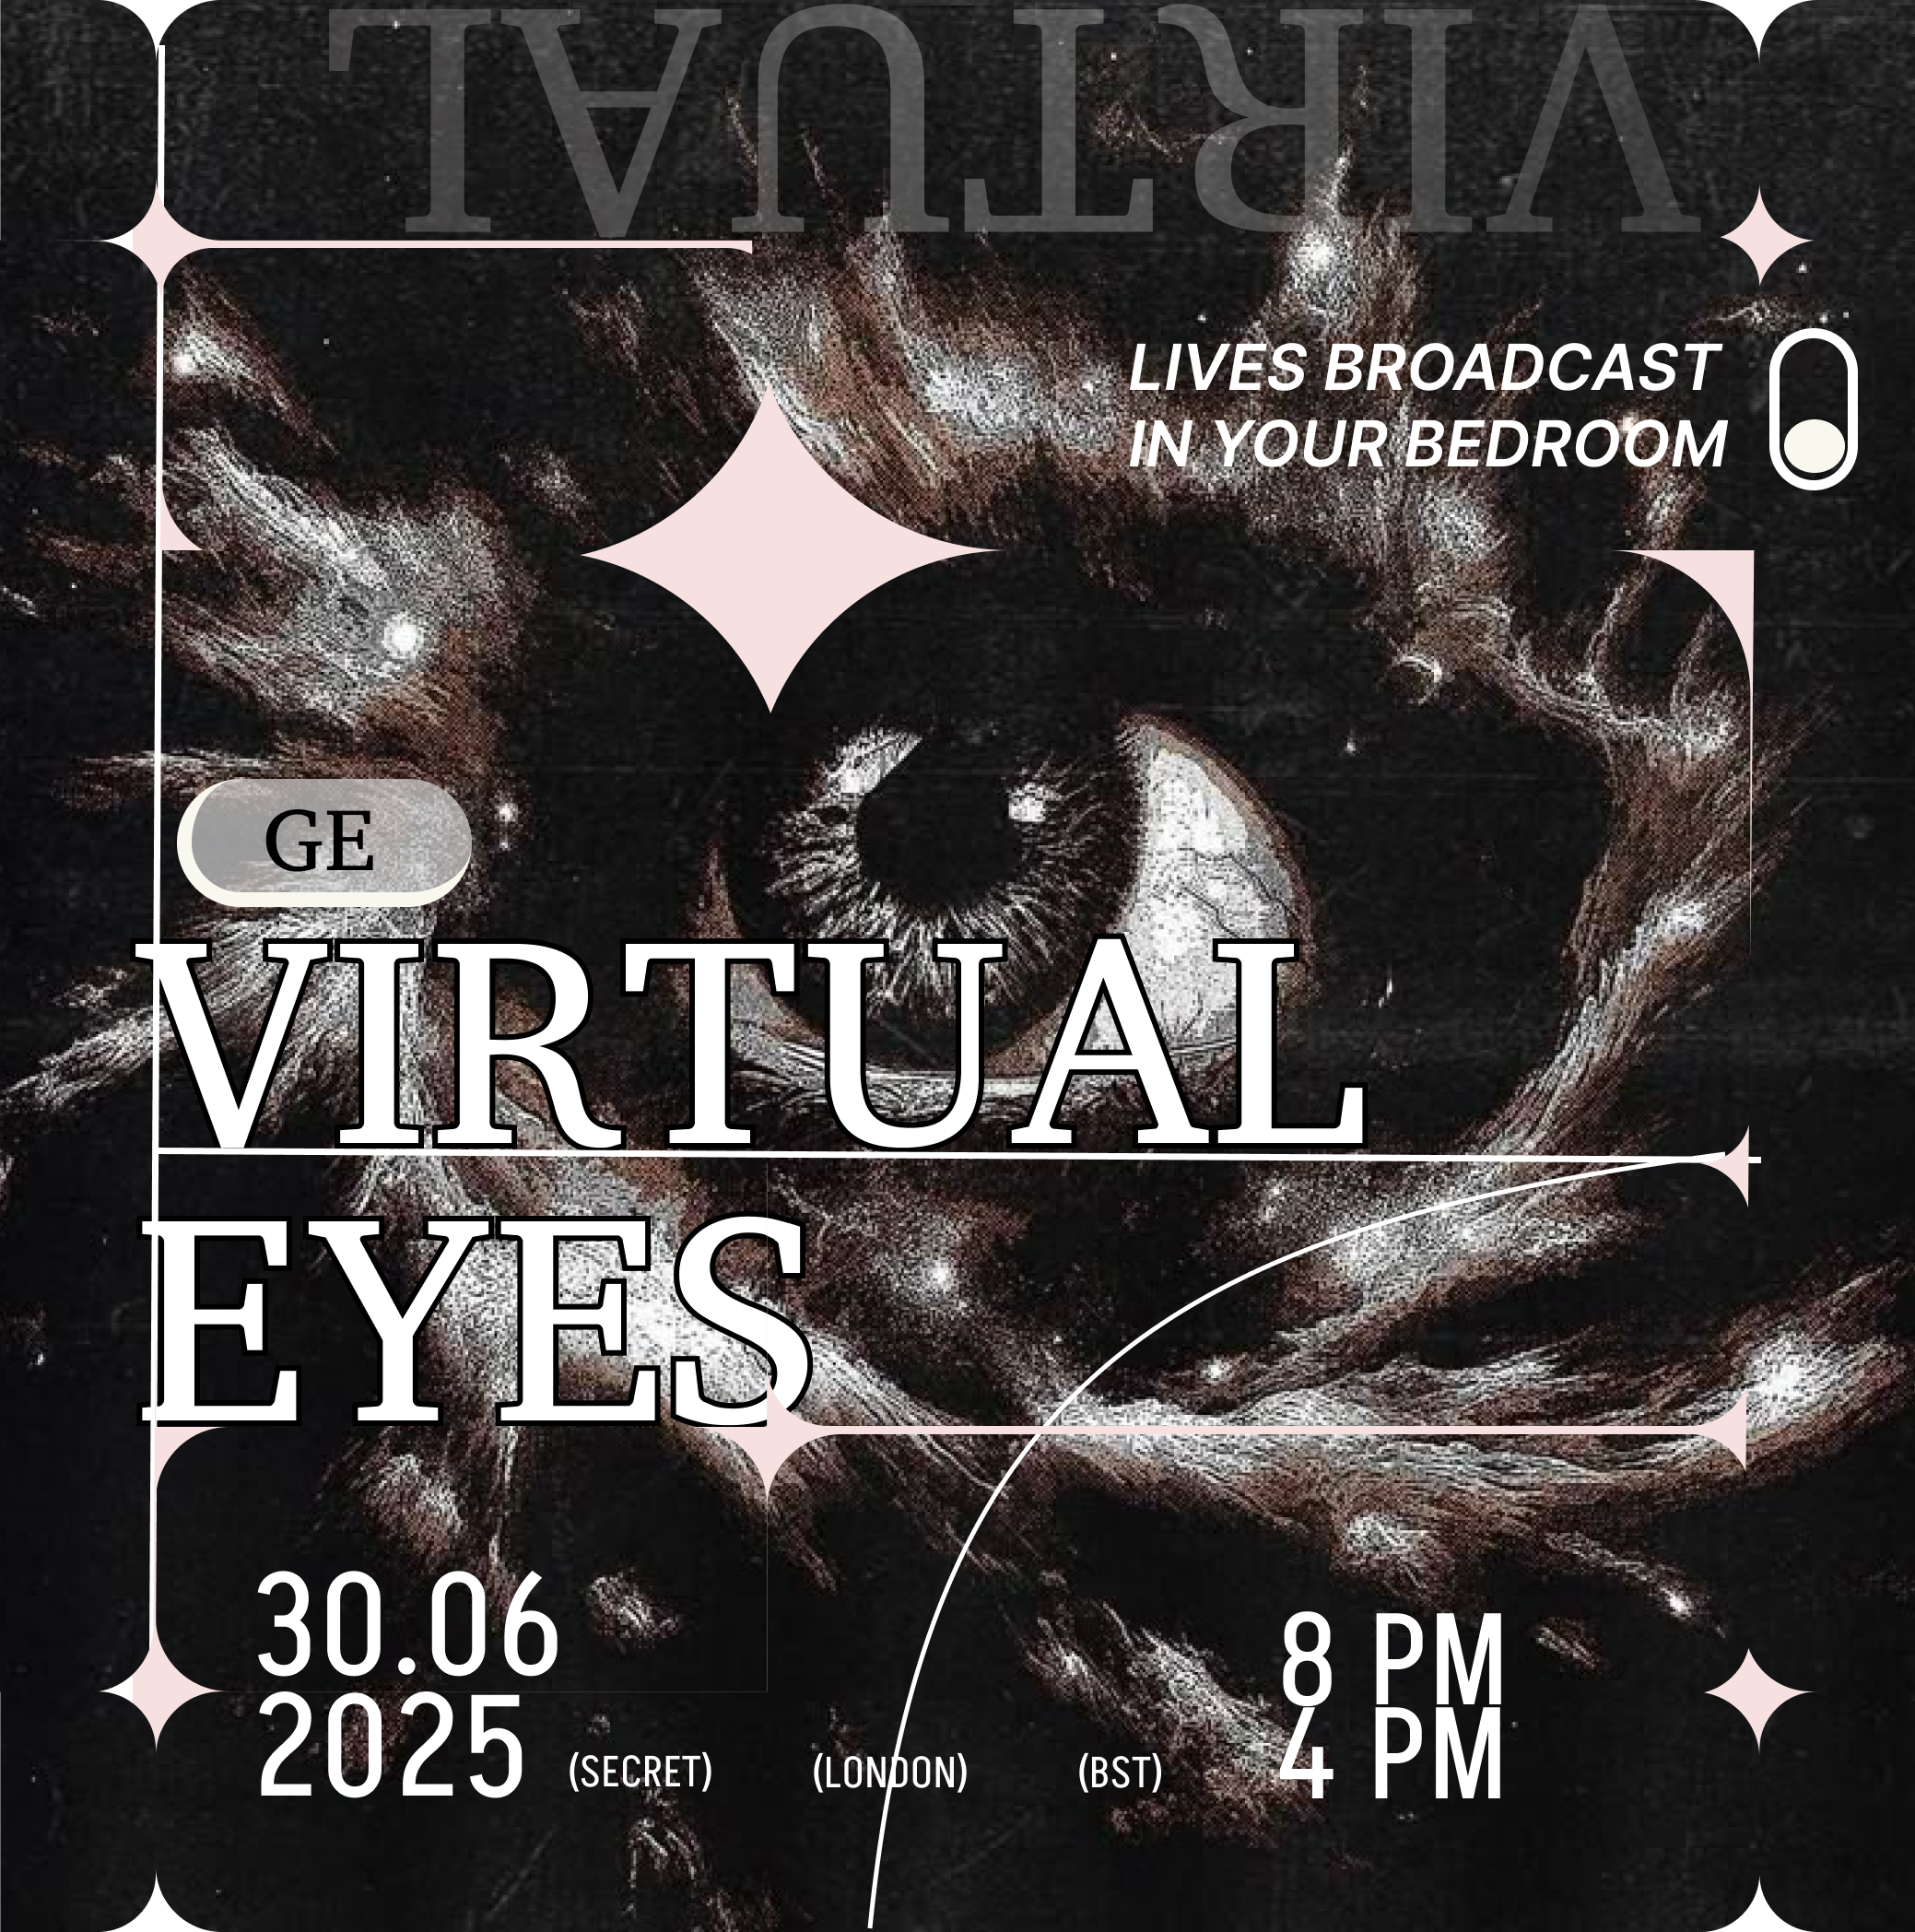 VIRTUAL
LIVES BROADCAST
IN YOUR BEDROOM
GE
VIRTUAL
EYES
30.06
2025
(SECRET)
(LONDON)
(BST)
8 PM
4 PM